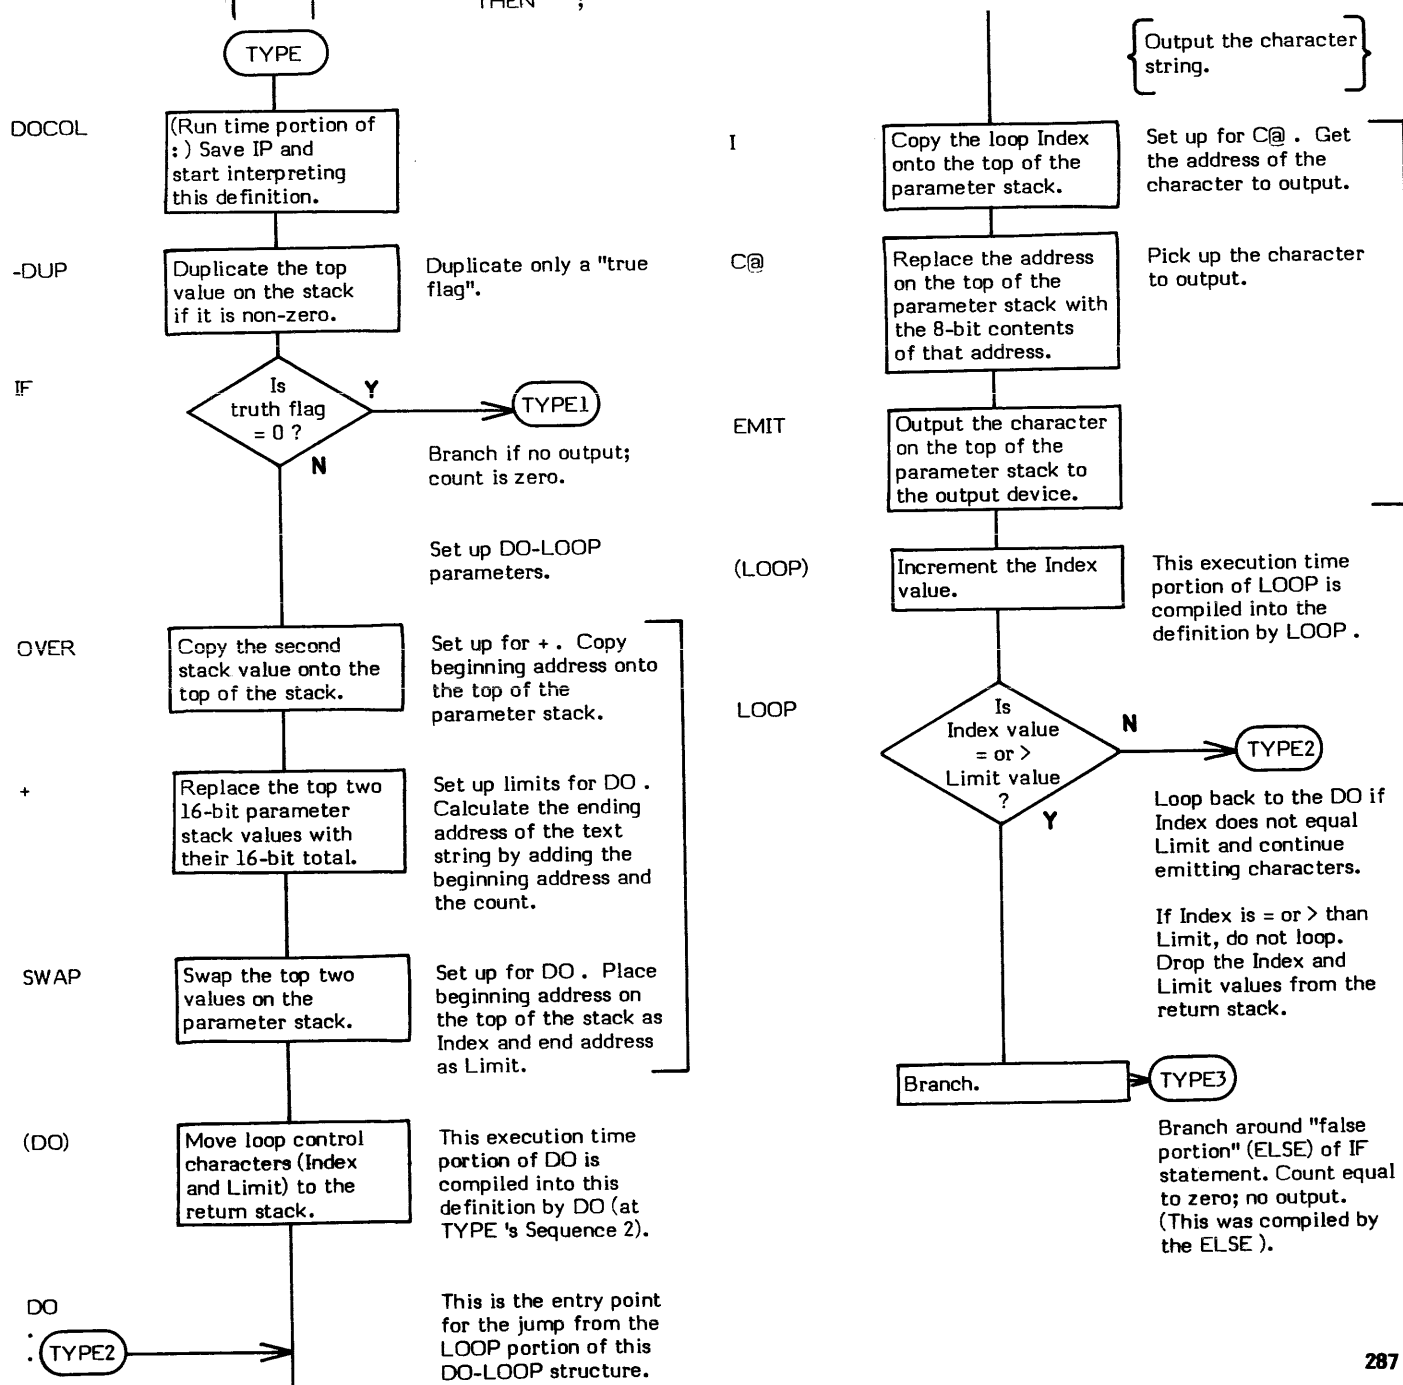 THEN ;
TYPE
DOCOL
(Run time portion of
: ) Save IP and
start interpreting
this definition.
-DUP
Duplicate the top
value on the stack
if it is non-zero.
Duplicate only a "true
flag".
IF
Is
truth flag
= 0 ?
Y
N
TYPE1
Branch if no output;
count is zero.
Set up DO-LOOP
parameters.
OVER
Copy the second
stack value onto the
top of the stack.
Set up for + . Copy
beginning address onto
the top of the
parameter stack.
+
Replace the top two
16-bit parameter
stack values with
their 16-bit total.
Set up limits for DO .
Calculate the ending
address of the text
string by adding the
beginning address and
the count.
SWAP
Swap the top two
values on the
parameter stack.
Set up for DO . Place
beginning address on
the top of the stack as
Index and end address
as Limit.
(DO)
Move loop control
characters (Index
and Limit) to the
return stack.
This execution time
portion of DO is
compiled into this
definition by DO (at
TYPE 's Sequence 2).
DO
:
TYPE2
This is the entry point
for the jump from the
LOOP portion of this
DO-LOOP structure.
Output the character
string.
I
Copy the loop Index
onto the top of the
parameter stack.
Set up for C@ . Get
the address of the
character to output.
C@
Replace the address
on the top of the
parameter stack with
the 8-bit contents
of that address.
Pick up the character
to output.
EMIT
Output the character
on the top of the
parameter stack to
the output device.
(LOOP)
Increment the Index
value.
This execution time
portion of LOOP is
compiled into the
definition by LOOP .
LOOP
Is
Index value
= or >
Limit value
?
N
Y
TYPE2
Loop back to the DO if
Index does not equal
Limit and continue
emitting characters.
If Index is = or > than
Limit, do not loop.
Drop the Index and
Limit values from the
return stack.
Branch.
TYPE3
Branch around "false
portion" (ELSE) of IF
statement. Count equal
to zero; no output.
(This was compiled by
the ELSE ).
287